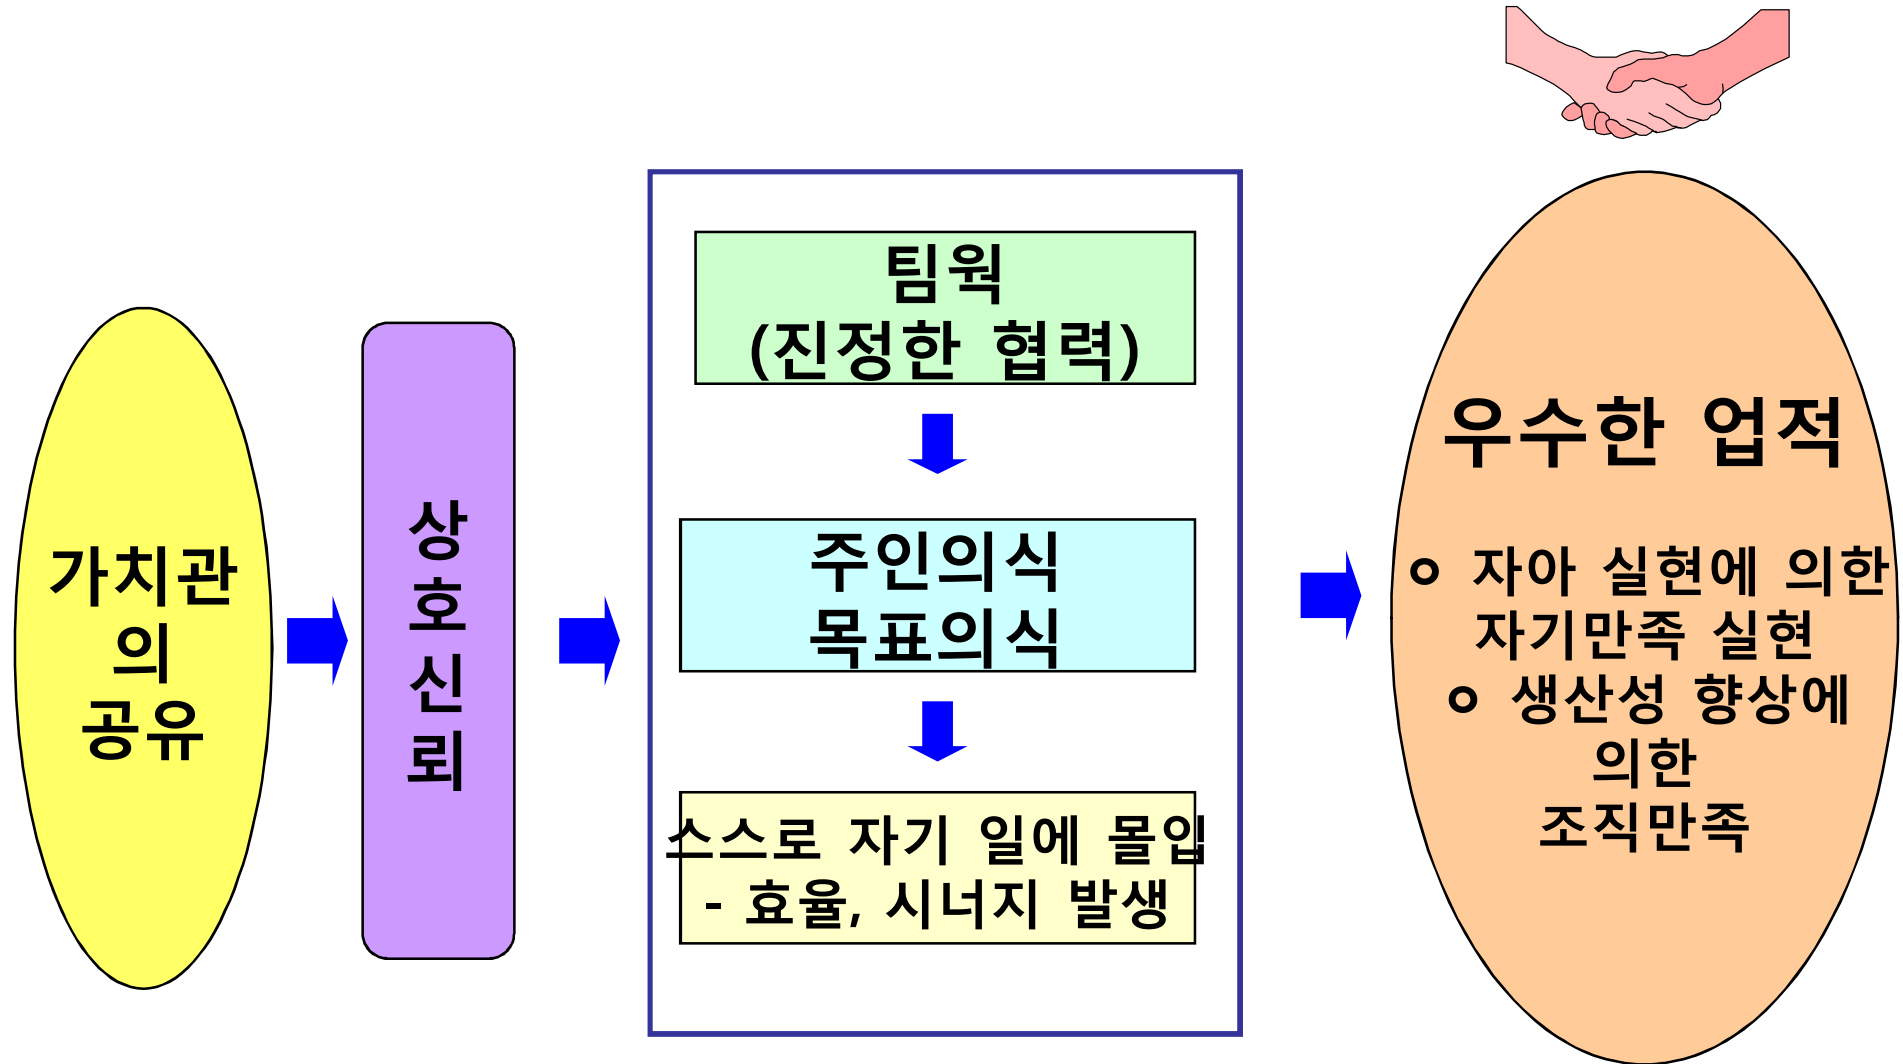 가치관
의
공유
상
호
신
뢰
팀웍
(진정한 협력)
주인의식
목표의식
스스로 자기 일에 몰입
- 효율, 시너지 발생
우수한 업적
ㅇ 자아 실현에 의한
자기만족 실현
ㅇ 생산성 향상에
의한
조직만족